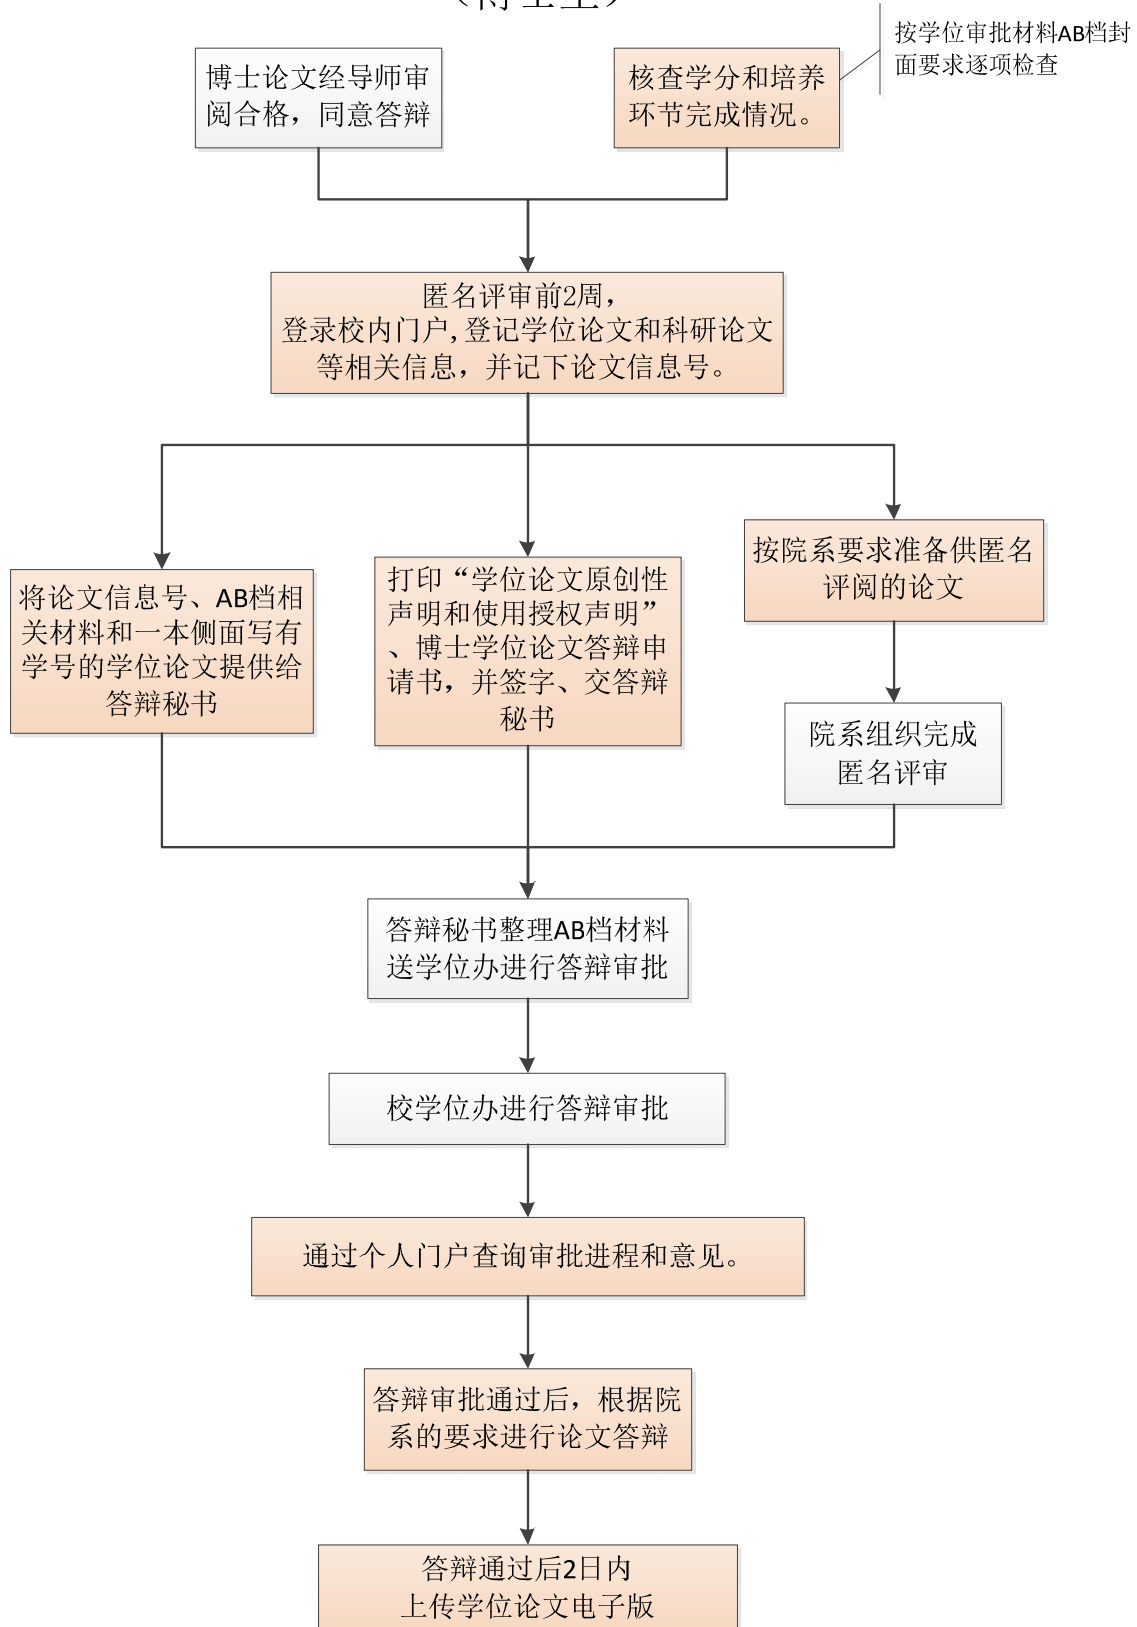 （博士生）
按学位审批材料AB档封
面要求逐项检查
博士论文经导师审
阅合格，同意答辩
核查学分和培养
环节完成情况。
匿名评审前2周，
登录校内门户,登记学位论文和科研论文
等相关信息，并记下论文信息号。
将论文信息号、AB档相
关材料和一本侧面写有
学号的学位论文提供给
答辩秘书
打印“学位论文原创性
声明和使用授权声明”
、博士学位论文答辩申
请书，并签字、交答辩
秘书
按院系要求准备供匿名
评阅的论文
院系组织完成
匿名评审
答辩秘书整理AB档材料
送学位办进行答辩审批
校学位办进行答辩审批
通过个人门户查询审批进程和意见。
答辩审批通过后，根据院
系的要求进行论文答辩
答辩通过后2日内
上传学位论文电子版